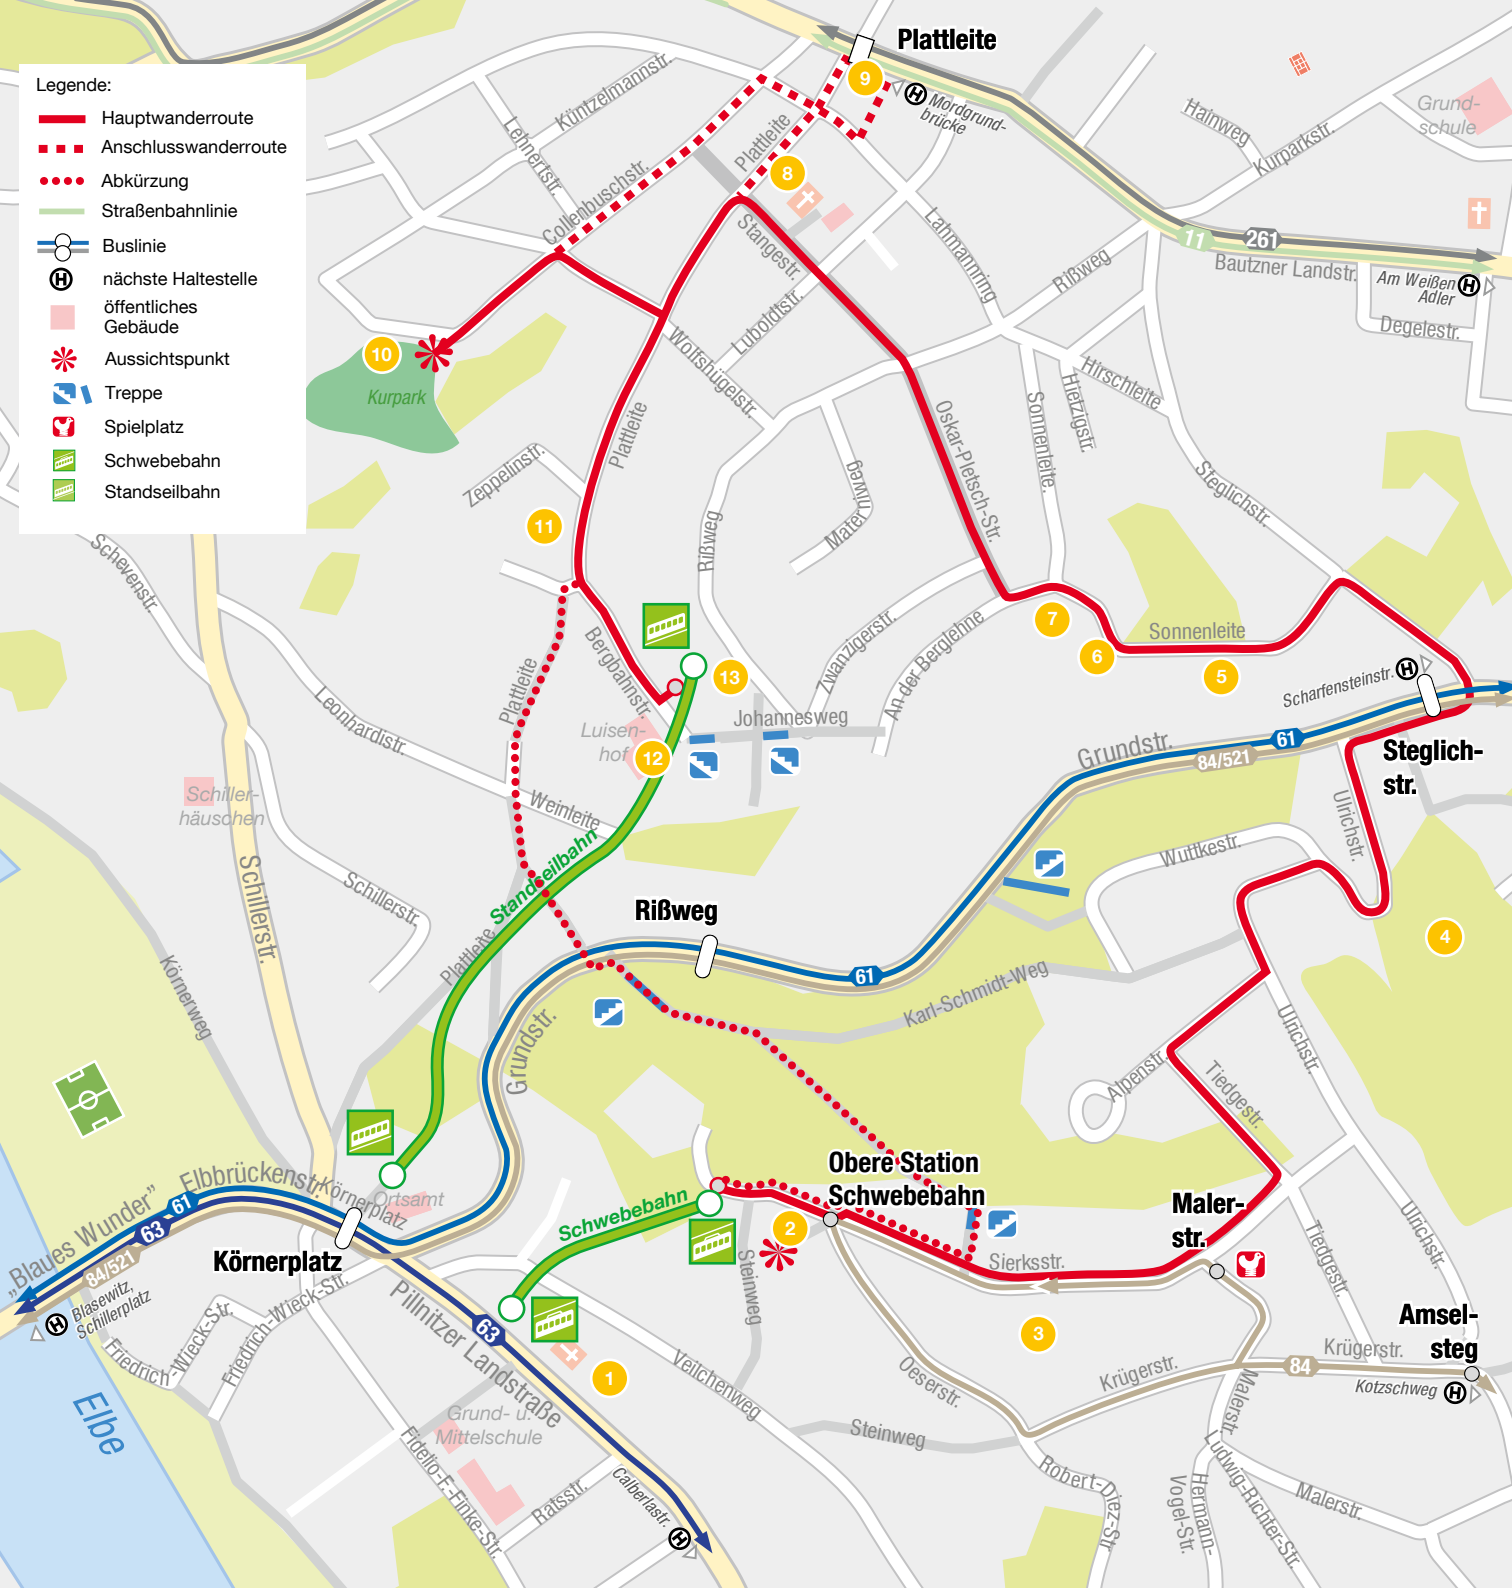 Legende:
Hauptwanderroute
Anschlusswanderroute
Abkürzung
Straßenbahnlinie
Buslinie
H
nächste Haltestelle
öffentliches
Gebäude
Aussichtspunkt
Treppe
Spielplatz
Schwebebahn
Standseilbahn
Plattleite
9
H
Mordgrund-
brücke
Hainweg
Kurparkstr.
Grund-
schule
Küntzelmannstr.
Lehnertstr.
Plattleite
8
Collenbuschstr.
Stangestr.
Lahmannring
Rißweg
11
261
Bautzner Landstr.
Am Weißen
Adler
H
Degelestr.
Luboldtstr.
Wolfshügelstr.
10
Kurpark
Hirschleite
Hietzigstr.
Sonnenleite.
Oskar-Pletsch-Str.
Plattleite
Zeppelinstr.
Materniweg
Steglichstr.
11
Rißweg
Schevenstr.
7
6
Sonnenleite
5
Zwanzigerstr.
An der Berglehne
Bergbahnstr.
Plattleite
13
Scharfensteinstr.
H
Leonhardistr.
Luisen-
hof
Johannesweg
12
Grundstr.
61
84/521
Steglich-
str.
Schiller-
häuschen
Weinleite
Ulrichstr.
Wuttkestr.
Standseilbahn
Schillerstr.
Schillerstr.
Rißweg
4
Plattleite
61
Körnerweg
Karl-Schmidt-Weg
Grundstr.
Ulrichstr.
Alpenstr.
Tiedgestr.
Obere Station
Schwebebahn
„Blaues Wunder”
Elbbrückenstr.
Körnerplatz
Ortsamt
61
63
84/521
Schwebebahn
2
Maler-
str.
Tiedgestr.
Ulrichstr.
Körnerplatz
Sierksstr.
Steinweg
H
Blasewitz,
Schillerplatz
Friedrich-Wieck-Str.
Friedrich-Wieck-Str.
Pillnitzer Landstraße
63
3
Amsel-
steg
Krügerstr.
Krügerstr.
84
Kotzschweg
H
1
Veilchenweg
Oeserstr.
Elbe
Grund- u.
Mittelschule
Steinweg
Malerstr.
Fidelio-F.-Finke-Str.
Ratsstr.
Calberlastr.
H
Robert-Diez-Str.
Hermann-
Vogel-Str.
Ludwig-Richter-Str.
Malerstr.